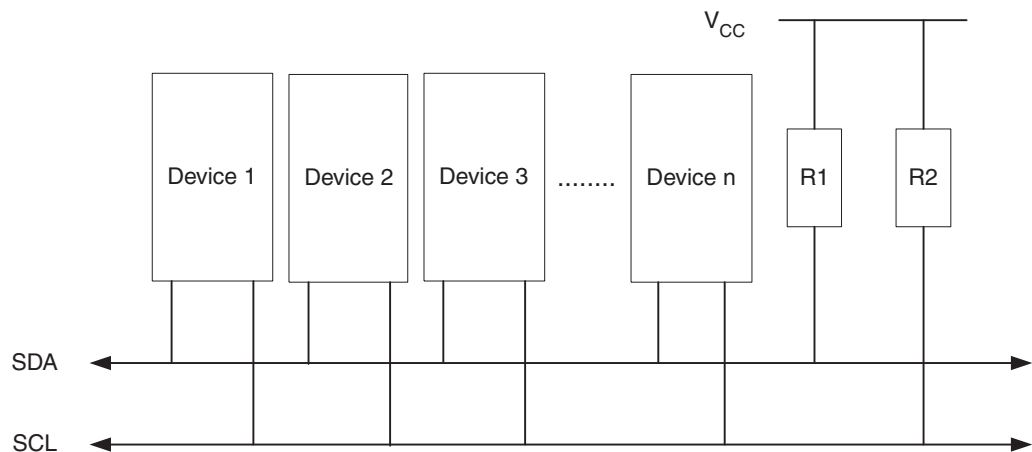 VCC
Device 1
Device 2
Device 3
........
Device n
R1
R2
SDA
SCL